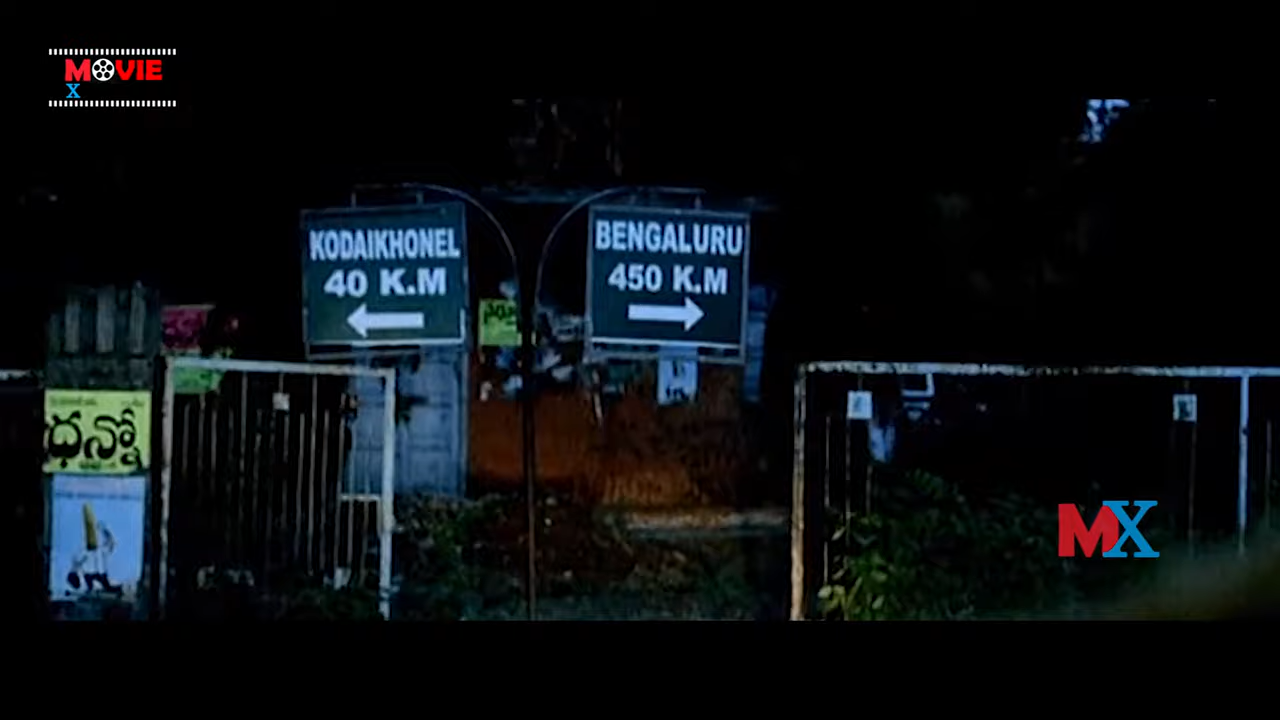 MOVIE
X
KODAIKHONEL
40 K.M
BENGALURU
450 K.M
ధన్నో
MX